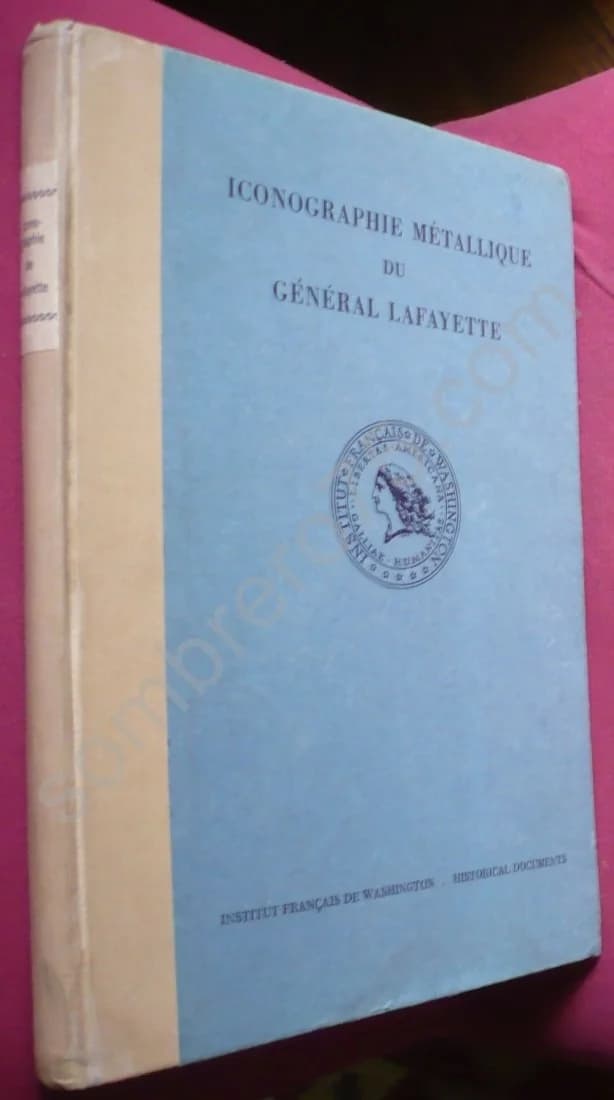 ICONOGRAPHIE MÉTALLIQUE
DU
GÉNÉRAL LAFAYETTE
INSTITUT FRANÇAIS DE WASHINGTON
LIBERTAS AMERICANA
GALLIAE HUMANITAS
INSTITUT FRANÇAIS DE WASHINGTON . HISTORICAL DOCUMENTS
de